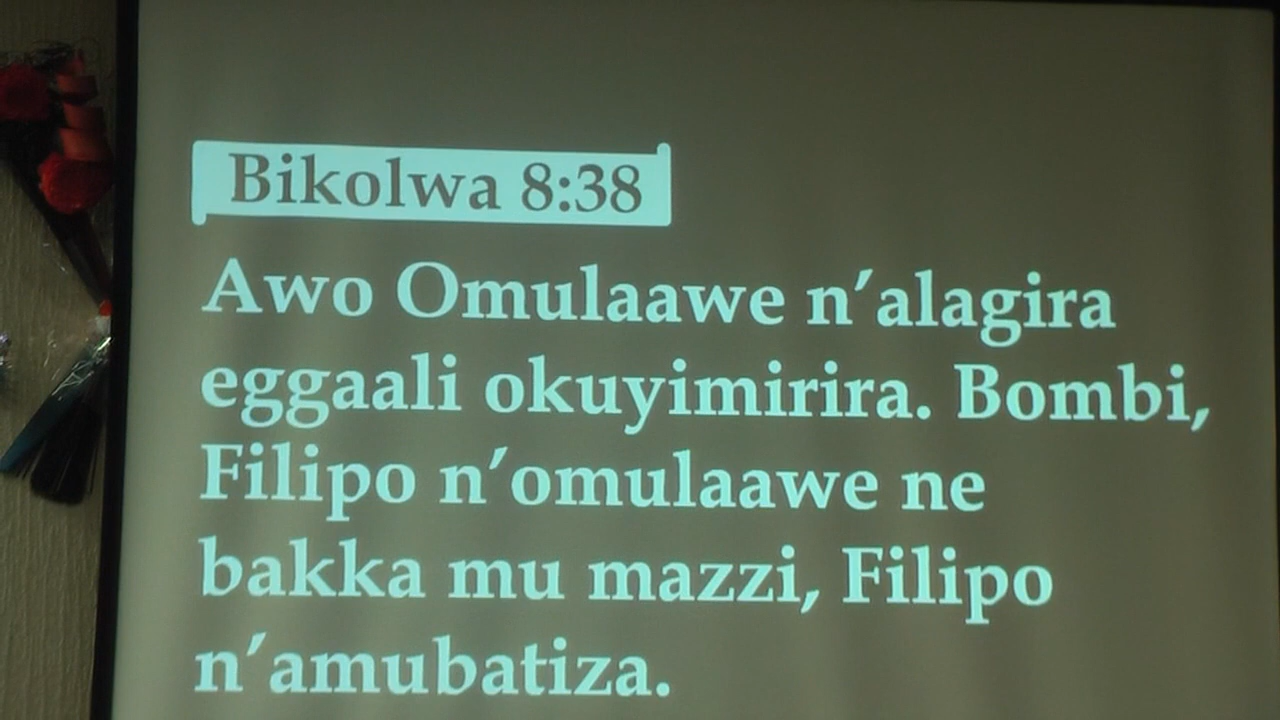 Bikolwa 8:38
Awo Omulaawe n'alagira
eggaali okuyimirira. Bombi,
Filipo n'omulaawe ne
bakka mu mazzi, Filipo
n'amubatiza.